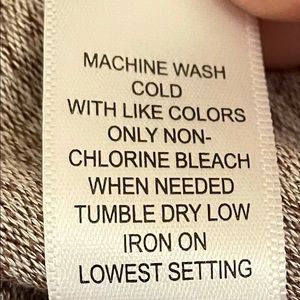 MACHINE WASH
COLD
WITH LIKE COLORS
ONLY NON-
CHLORINE BLEACH
WHEN NEEDED
TUMBLE DRY LOW
IRON ON
LOWEST SETTING